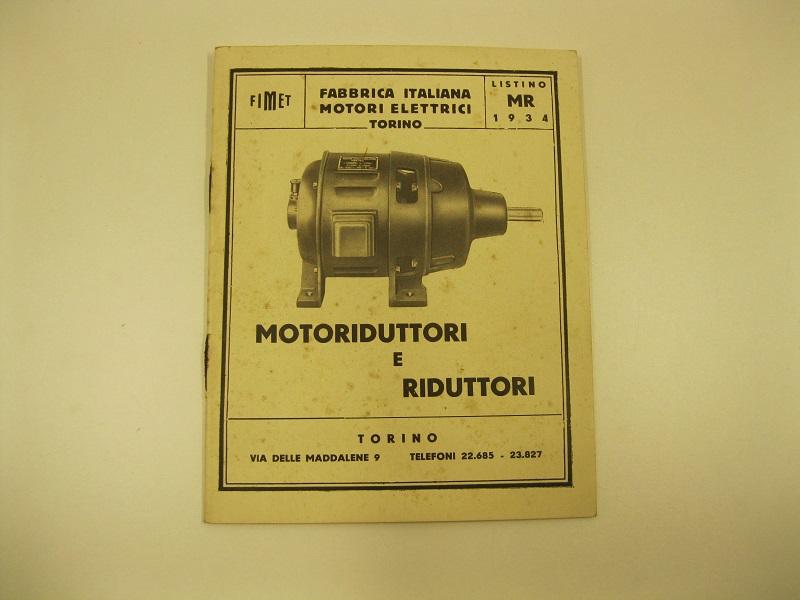 FIMET
FABBRICA ITALIANA
MOTORI ELETTRICI
TORINO
LISTINO
MR
1934
MOTORIDUTTORI
E
RIDUTTORI
TORINO
VIA DELLE MADDALENE 9 TELEFONI 22.685 - 23.827